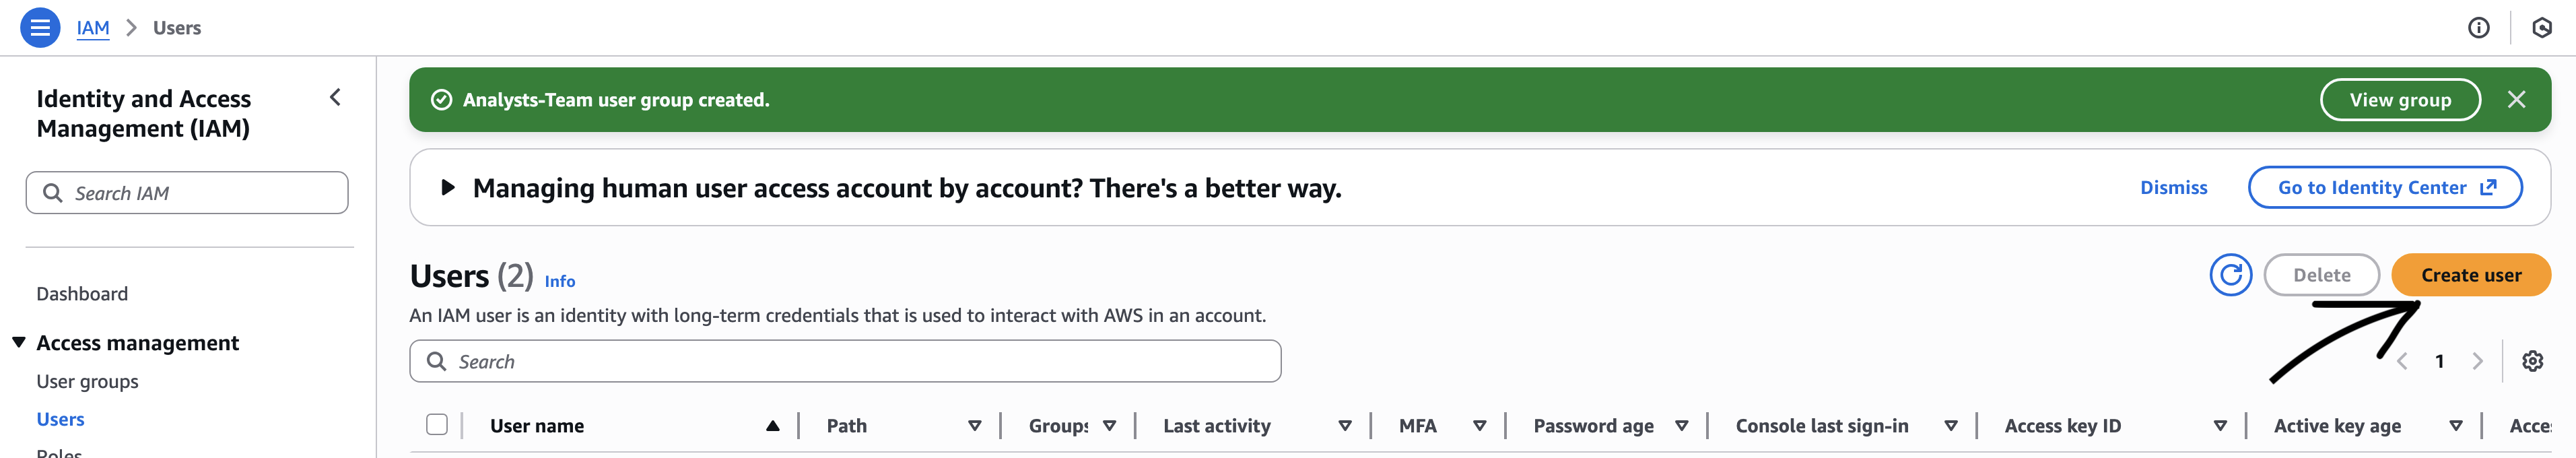 IAM > Users
Identity and Access
Management (IAM)
Search IAM
Dashboard
Access management
User groups
Users
Roles
Analysts-Team user group created.
View group
Managing human user access account by account? There's a better way.
Dismiss
Go to Identity Center
Users (2) Info
Delete
Create user
An IAM user is an identity with long-term credentials that is used to interact with AWS in an account.
Search
1
User name Path Groups Last activity MFA Password age Console last sign-in Access key ID Active key age